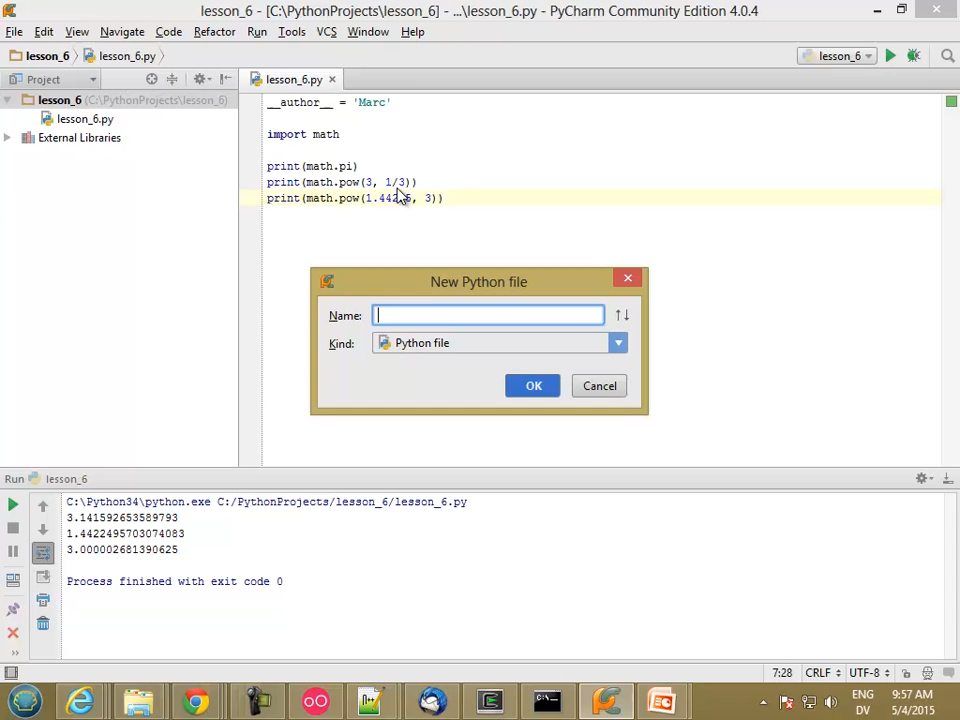 lesson_6 - [C:\PythonProjects\lesson_6] - ...\lesson_6.py - PyCharm Community Edition 4.0.4
File Edit View Navigate Code Refactor Run Tools VCS Window Help
lesson_6 lesson_6.py lesson_6
Project lesson_6.py
lesson_6 (C:\PythonProjects\lesson_6)
lesson_6.py
External Libraries
__author__ = 'Marc'
import math
print(math.pi)
print(math.pow(3, 1/3))
print(math.pow(1.442 5, 3))
New Python file
Name:
Kind: Python file
OK Cancel
Run lesson_6
C:\Python34\python.exe C:/PythonProjects/lesson_6/lesson_6.py
3.141592653589793
1.4422495703074083
3.000002681390625
Process finished with exit code 0
7:28 CRLF UTF-8
ENG 9:57 AM
DV 5/4/2015